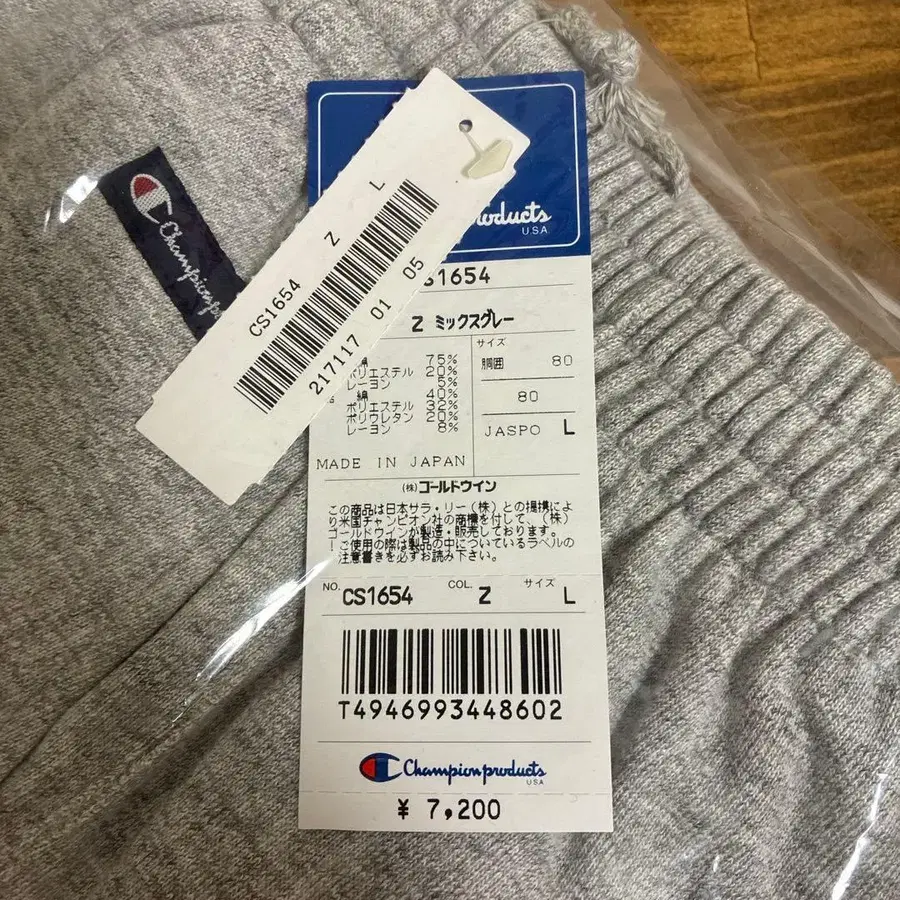 Champion
L
Z
CS1654
217117 01 05
products
U.S.A.
S1654
Z ミックスグレー
綿 75%
ポリエステル 20%
レーヨン 5%
綿 40%
ポリエステル 32%
ポリウレタン 20%
レーヨン 8%
サイズ
胴囲 80
80
JASPO L
MADE IN JAPAN
(株)ゴールドウイン
この商品は日本サラ・リー(株)との提携によ
り米国チャンピオン社の商標を付して、(株)
ゴールドウインが製造・販売しております。
!ご使用の際は製品の中についているラベルの
注意書きを必ずお読み下さい。
NO. CS1654 COL. Z サイズ L
T4946993448602
Championproducts
USA
¥ 7,200